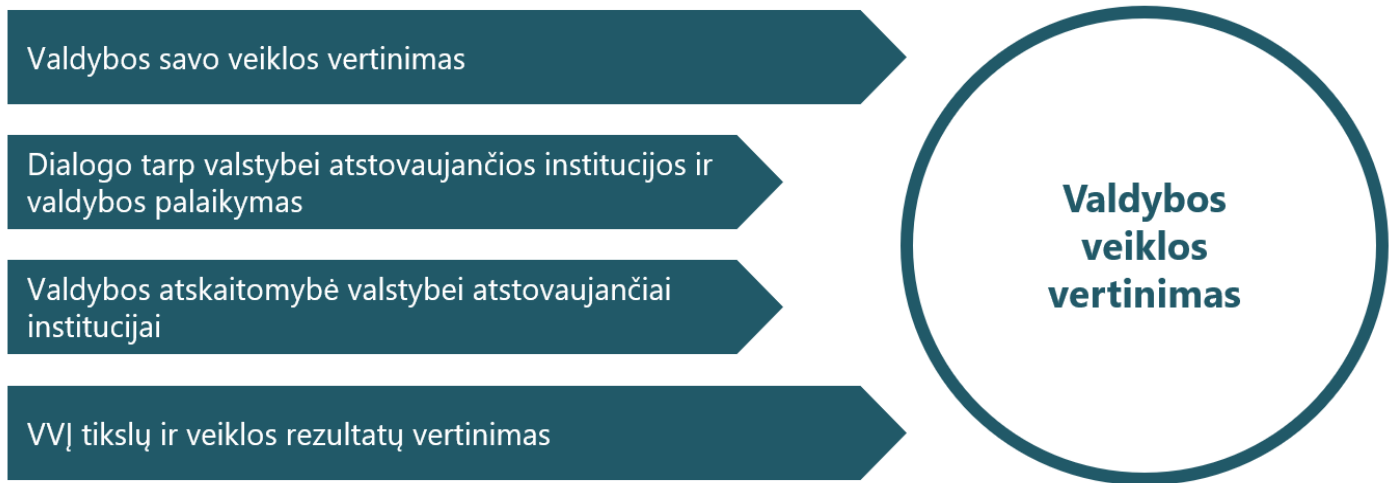 Valdybos savo veiklos vertinimas
Dialogo tarp valstybei atstovaujančios institucijos ir
valdybos palaikymas
Valdybos atskaitomybė valstybei atstovaujančiai
institucijai
VVĮ tikslų ir veiklos rezultatų vertinimas
Valdybos
veiklos
vertinimas